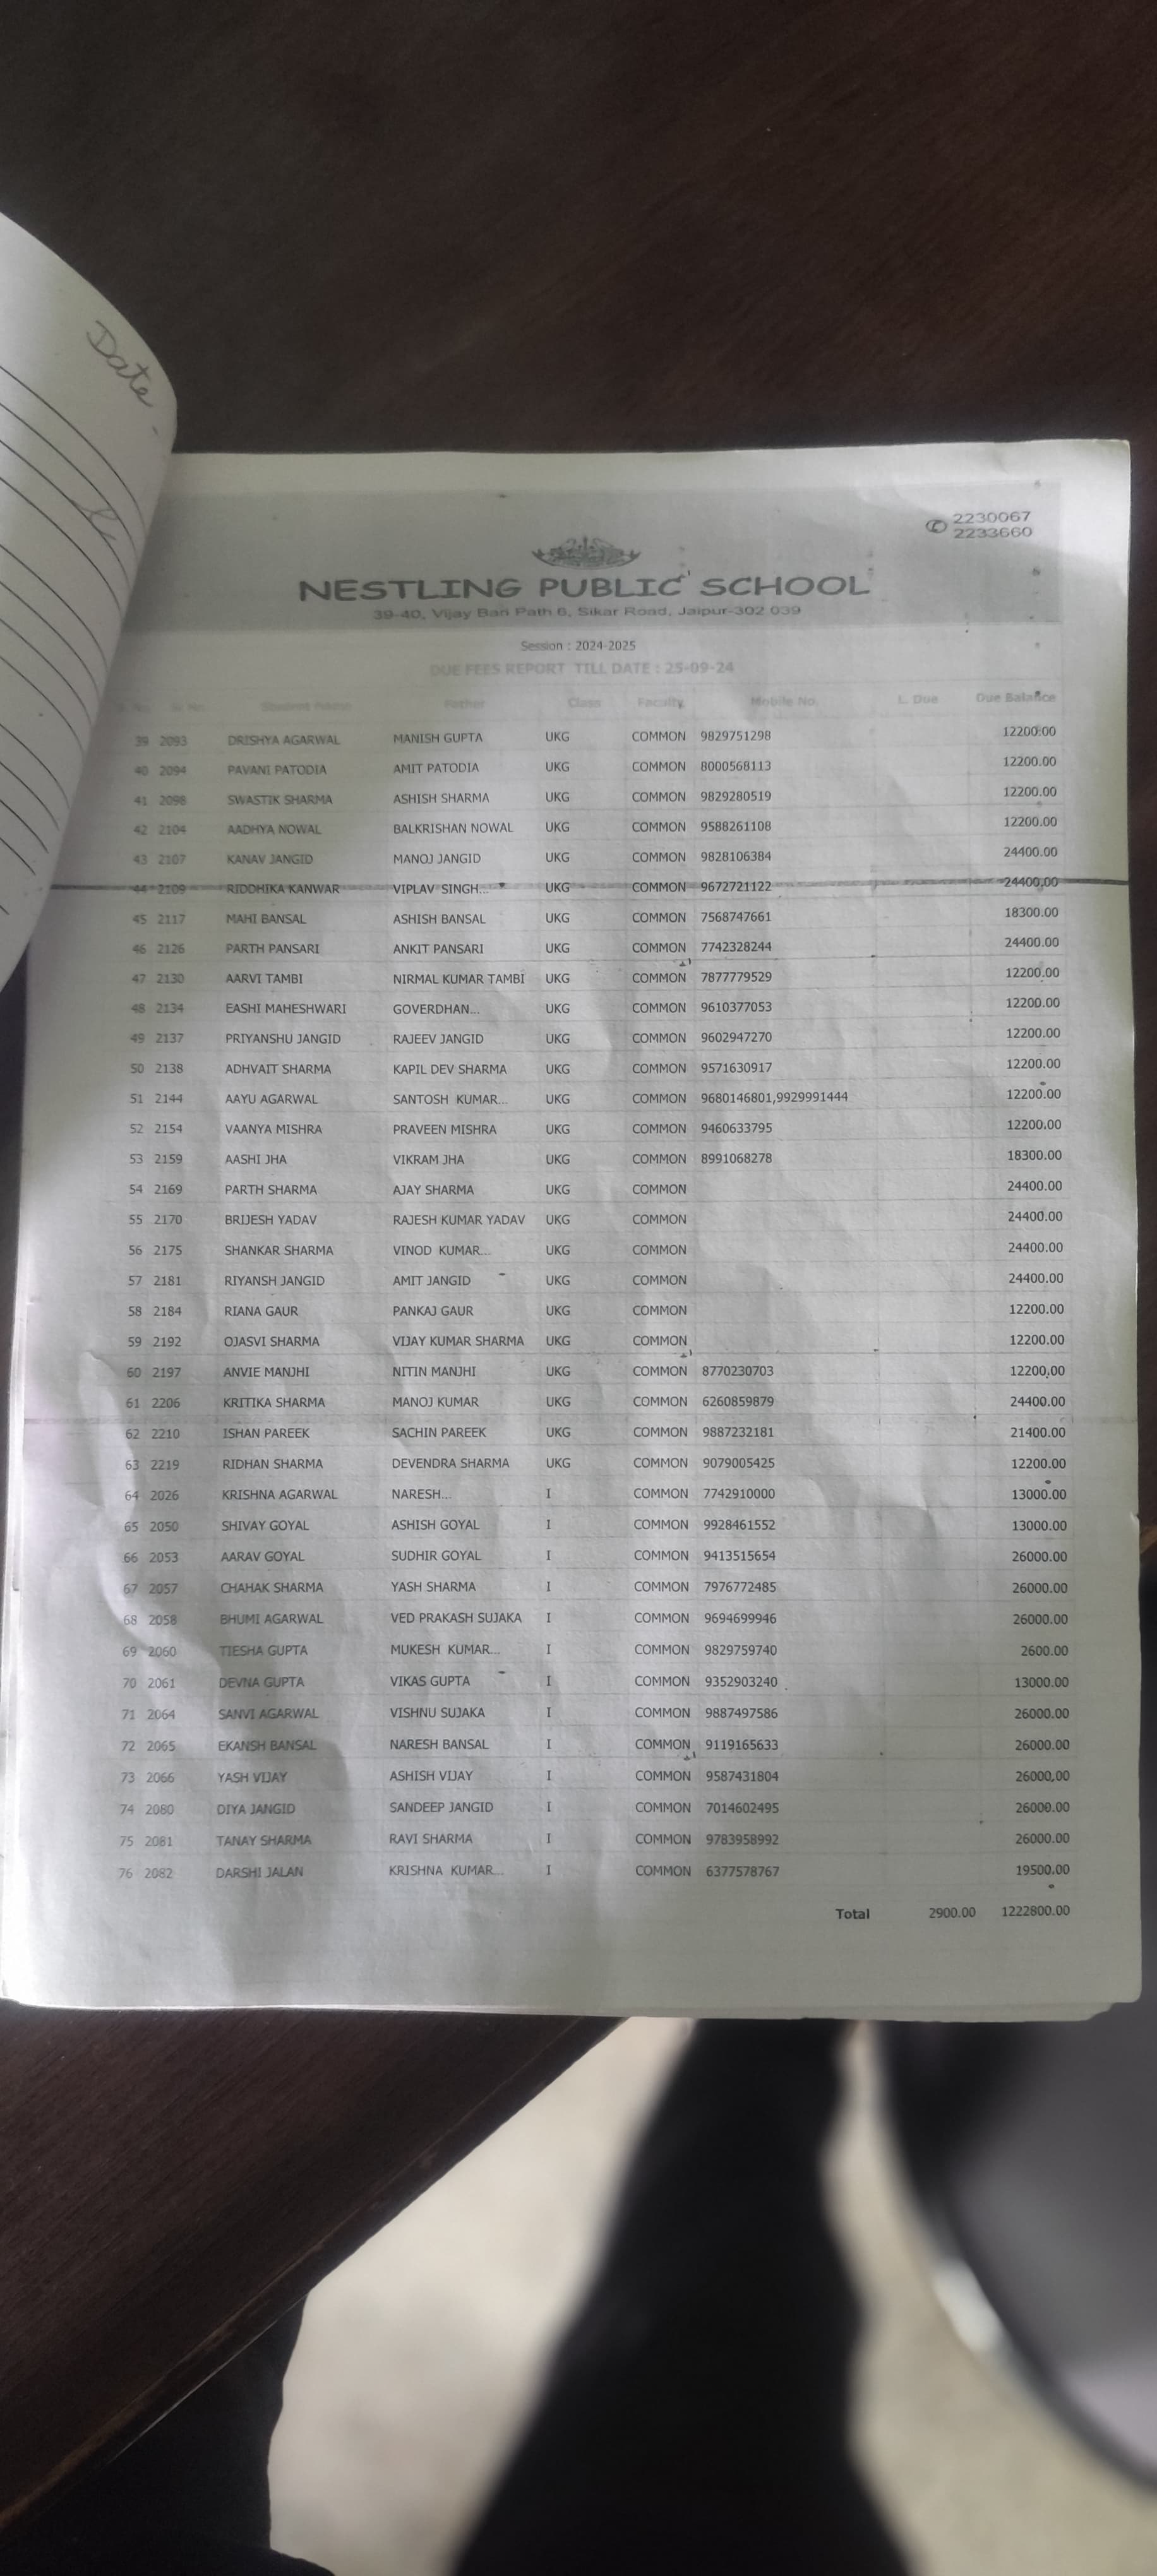 Date -
2230067
2233660
NESTLING PUBLIC SCHOOL
39-40, Vijay Bari Path 6, Sikar Road, Jaipur-302 039
Session : 2024-2025
DUE FEES REPORT TILL DATE : 25-09-24
Student Name Father Class Faculty Mobile No. L. Due Due Balance
39 2093 DRISHYA AGARWAL MANISH GUPTA UKG COMMON 9829751298 12200.00
40 2094 PAVANI PATODIA AMIT PATODIA UKG COMMON 8000568113 12200.00
41 2098 SWASTIK SHARMA ASHISH SHARMA UKG COMMON 9829280519 12200.00
42 2104 AADHYA NOWAL BALKRISHAN NOWAL UKG COMMON 9588261108 12200.00
43 2107 KANAV JANGID MANOJ JANGID UKG COMMON 9828106384 24400.00
44 2109 RIDDHIKA KANWAR VIPLAV SINGH... UKG COMMON 9672721122 24400.00
45 2117 MAHI BANSAL ASHISH BANSAL UKG COMMON 7568747661 18300.00
46 2126 PARTH PANSARI ANKIT PANSARI UKG COMMON 7742328244 24400.00
47 2130 AARVI TAMBI NIRMAL KUMAR TAMBI UKG COMMON 7877779529 12200.00
48 2134 EASHI MAHESHWARI GOVERDHAN... UKG COMMON 9610377053 12200.00
49 2137 PRIYANSHU JANGID RAJEEV JANGID UKG COMMON 9602947270 12200.00
50 2138 ADHVAIT SHARMA KAPIL DEV SHARMA UKG COMMON 9571630917 12200.00
51 2144 AAYU AGARWAL SANTOSH KUMAR... UKG COMMON 9680146801,9929991444 12200.00
52 2154 VAANYA MISHRA PRAVEEN MISHRA UKG COMMON 9460633795 12200.00
53 2159 AASHI JHA VIKRAM JHA UKG COMMON 8991068278 18300.00
54 2169 PARTH SHARMA AJAY SHARMA UKG COMMON 24400.00
55 2170 BRIJESH YADAV RAJESH KUMAR YADAV UKG COMMON 24400.00
56 2175 SHANKAR SHARMA VINOD KUMAR... UKG COMMON 24400.00
57 2181 RIYANSH JANGID AMIT JANGID UKG COMMON 24400.00
58 2184 RIANA GAUR PANKAJ GAUR UKG COMMON 12200.00
59 2192 OJASVI SHARMA VIJAY KUMAR SHARMA UKG COMMON 12200.00
60 2197 ANVIE MANJHI NITIN MANJHI UKG COMMON 8770230703 12200.00
61 2206 KRITIKA SHARMA MANOJ KUMAR UKG COMMON 6260859879 24400.00
62 2210 ISHAN PAREEK SACHIN PAREEK UKG COMMON 9887232181 21400.00
63 2219 RIDHAN SHARMA DEVENDRA SHARMA UKG COMMON 9079005425 12200.00
64 2026 KRISHNA AGARWAL NARESH... I COMMON 7742910000 13000.00
65 2050 SHIVAY GOYAL ASHISH GOYAL I COMMON 9928461552 13000.00
66 2053 AARAV GOYAL SUDHIR GOYAL I COMMON 9413515654 26000.00
67 2057 CHAHAK SHARMA YASH SHARMA I COMMON 7976772485 26000.00
68 2058 BHUMI AGARWAL VED PRAKASH SUJAKA I COMMON 9694699946 26000.00
69 2060 TIESHA GUPTA MUKESH KUMAR... I COMMON 9829759740 2600.00
70 2061 DEVNA GUPTA VIKAS GUPTA I COMMON 9352903240 13000.00
71 2064 SANVI AGARWAL VISHNU SUJAKA I COMMON 9887497586 26000.00
72 2065 EKANSH BANSAL NARESH BANSAL I COMMON 9119165633 26000.00
73 2066 YASH VIJAY ASHISH VIJAY I COMMON 9587431804 26000.00
74 2080 DIYA JANGID SANDEEP JANGID I COMMON 7014602495 26000.00
75 2081 TANAY SHARMA RAVI SHARMA I COMMON 9783958992 26000.00
76 2082 DARSHI JALAN KRISHNA KUMAR... I COMMON 6377578767 19500.00
Total 2900.00 1222800.00